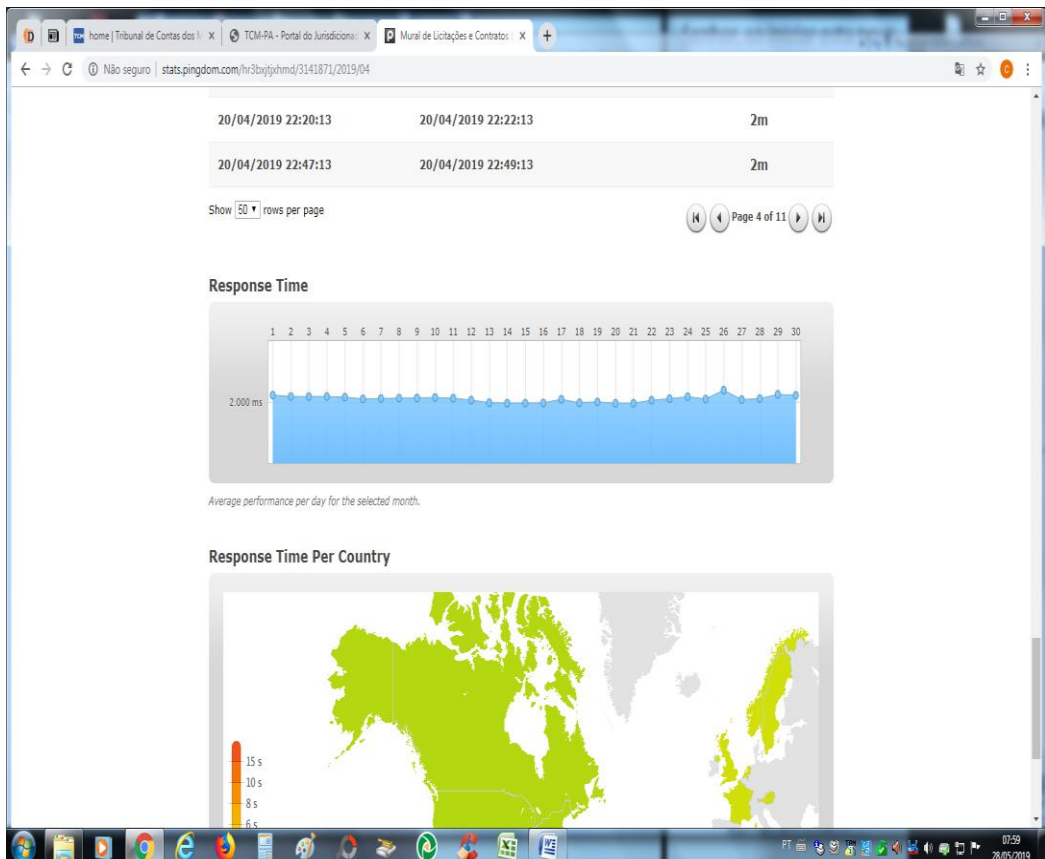 home | Tribunal de Contas dos M
TCM-PA - Portal do Jurisdiciona
Mural de Licitações e Contratos
Não seguro | stats.pingdom.com/hr3bxjtjxhmd/3141871/2019/04
20/04/2019 22:20:13 20/04/2019 22:22:13 2m
20/04/2019 22:47:13 20/04/2019 22:49:13 2m
Show 50 rows per page Page 4 of 11
Response Time
1 2 3 4 5 6 7 8 9 10 11 12 13 14 15 16 17 18 19 20 21 22 23 24 25 26 27 28 29 30
2.000 ms
Average performance per day for the selected month.
Response Time Per Country
15 s
10 s
8 s
6 s
PT 07:59
28/05/2019